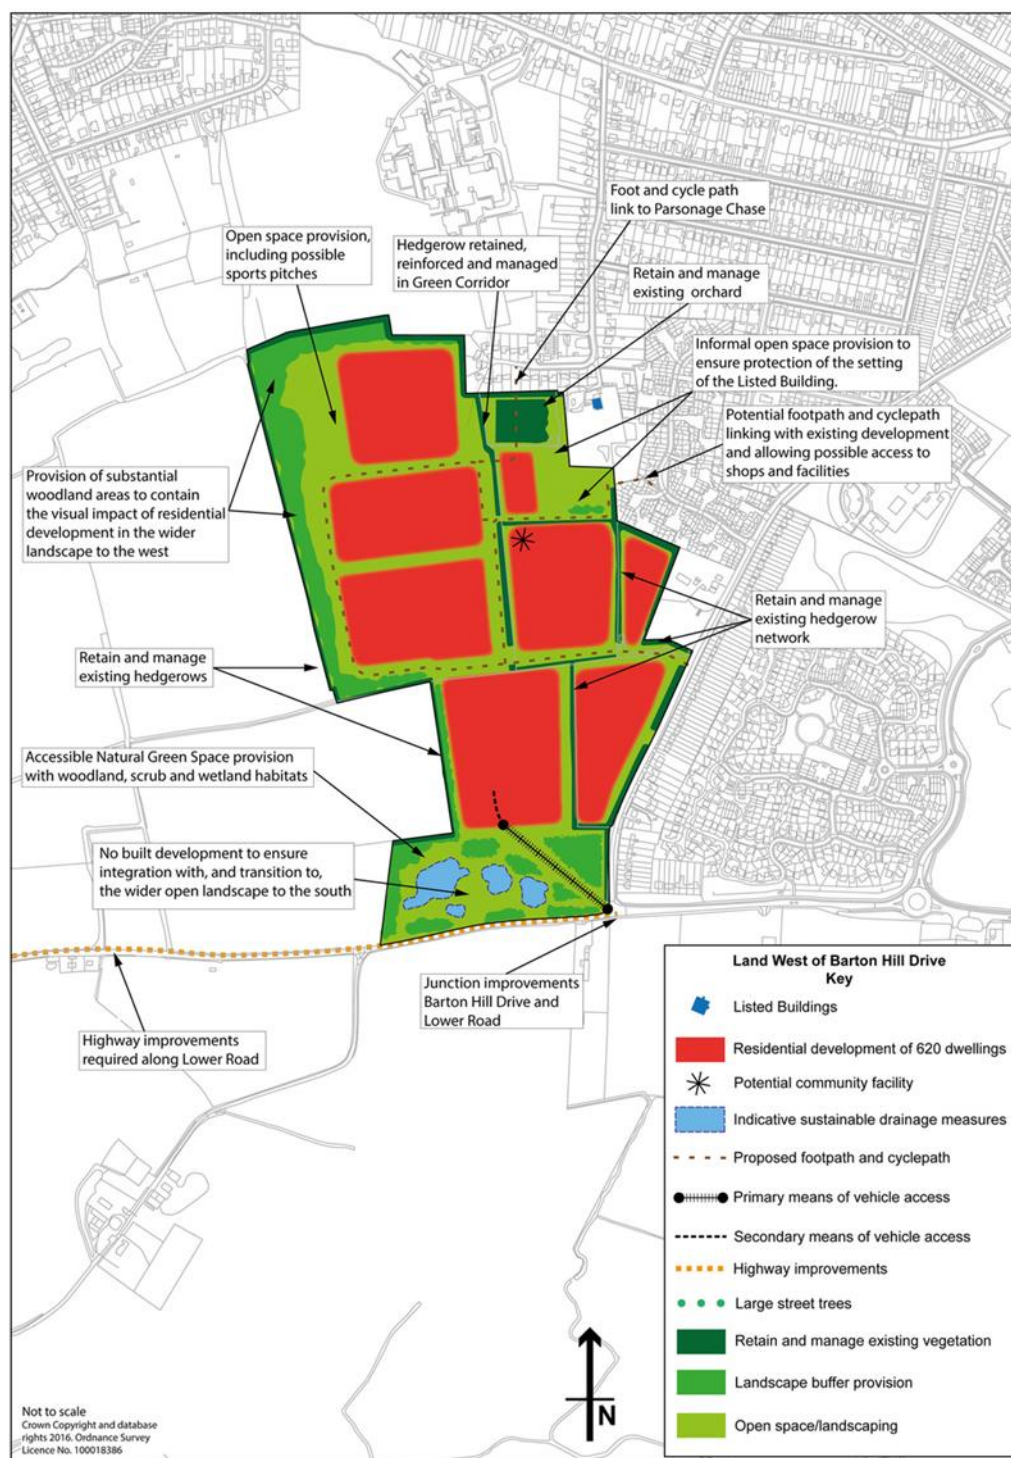 Foot and cycle path
link to Parsonage Chase
Open space provision,
including possible
sports pitches
Hedgerow retained,
reinforced and managed
in Green Corridor
Retain and manage
existing orchard
Informal open space provision to
ensure protection of the setting
of the Listed Building.
Potential footpath and cyclepath
linking with existing development
and allowing possible access to
shops and facilities
Provision of substantial
woodland areas to contain
the visual impact of residential
development in the wider
landscape to the west
Retain and manage
existing hedgerow
network
Retain and manage
existing hedgerows
Accessible Natural Green Space provision
with woodland, scrub and wetland habitats
No built development to ensure
integration with, and transition to,
the wider open landscape to the south
Junction improvements
Barton Hill Drive and
Lower Road
Highway improvements
required along Lower Road
Land West of Barton Hill Drive
Key
Listed Buildings
Residential development of 620 dwellings
Potential community facility
Indicative sustainable drainage measures
Proposed footpath and cyclepath
Primary means of vehicle access
Secondary means of vehicle access
Highway improvements
Large street trees
Retain and manage existing vegetation
Landscape buffer provision
Open space/landscaping
N
Not to scale
Crown Copyright and database
rights 2016. Ordnance Survey
Licence No. 100018386